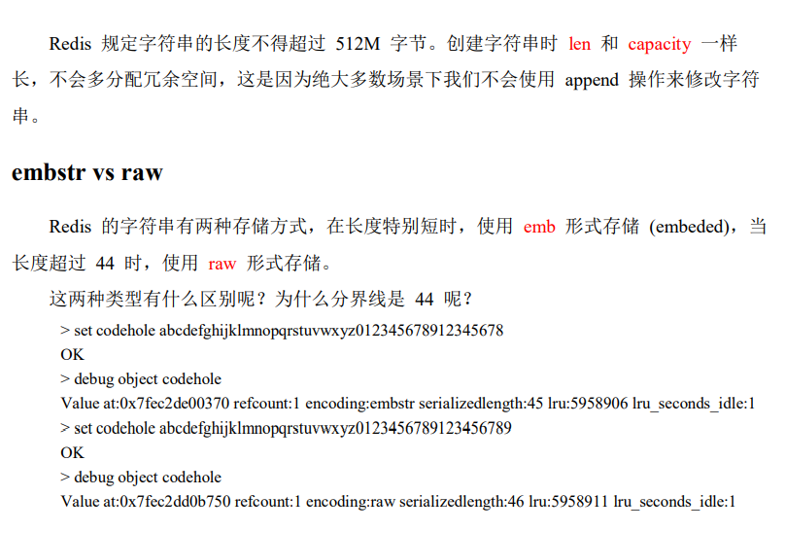 Redis 规定字符串的长度不得超过 512M 字节。创建字符串时 len 和 capacity 一样
长，不会多分配冗余空间，这是因为绝大多数场景下我们不会使用 append 操作来修改字符
串。
embstr vs raw
Redis 的字符串有两种存储方式，在长度特别短时，使用 emb 形式存储 (embeded)，当
长度超过 44 时，使用 raw 形式存储。
这两种类型有什么区别呢？为什么分界线是 44 呢？
> set codehole abcdefghijklmnopqrstuvwxyz012345678912345678
OK
> debug object codehole
Value at:0x7fec2de00370 refcount:1 encoding:embstr serializedlength:45 lru:5958906 lru_seconds_idle:1
> set codehole abcdefghijklmnopqrstuvwxyz0123456789123456789
OK
> debug object codehole
Value at:0x7fec2dd0b750 refcount:1 encoding:raw serializedlength:46 lru:5958911 lru_seconds_idle:1